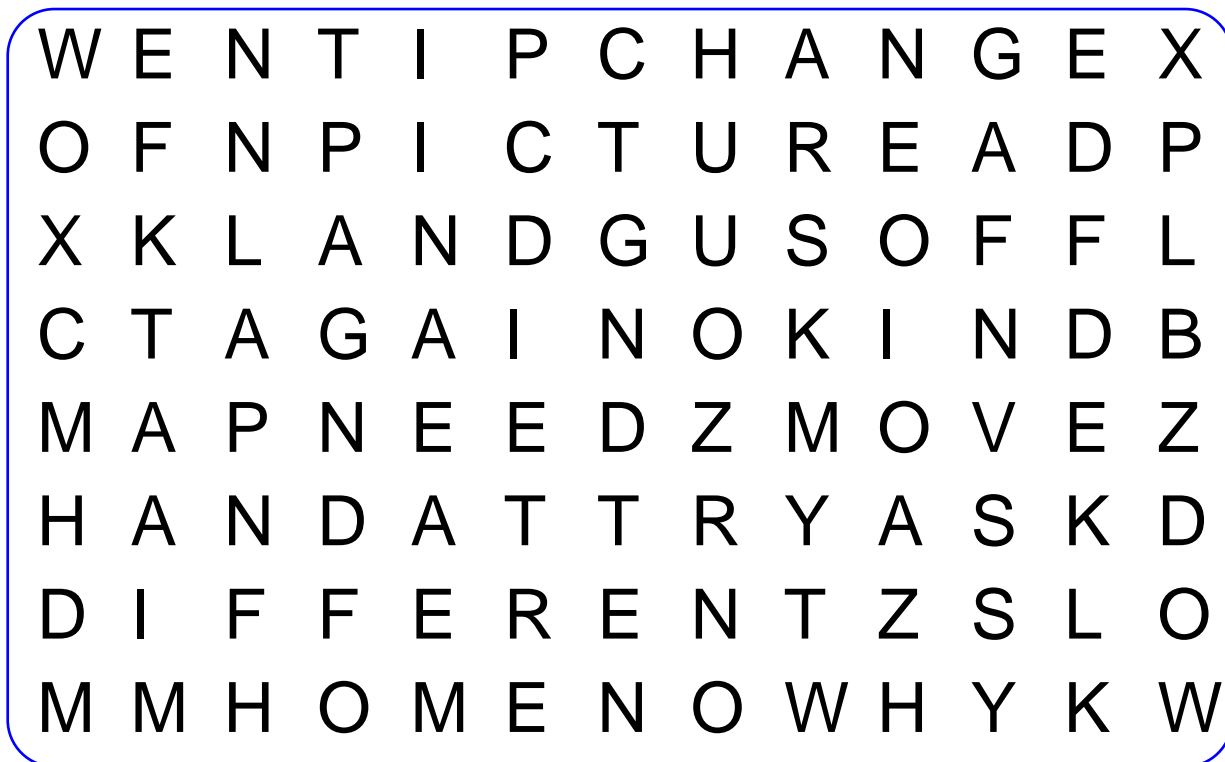 W E N T I P C H A N G E X
O F N P I C T U R E A D P
X K L A N D G U S O F F L
C T A G A I N O K I N D B
M A P N E E D Z M O V E Z
H A N D A T T R Y A S K D
D I F F E R E N T Z S L O
M M H O M E N O W H Y K W